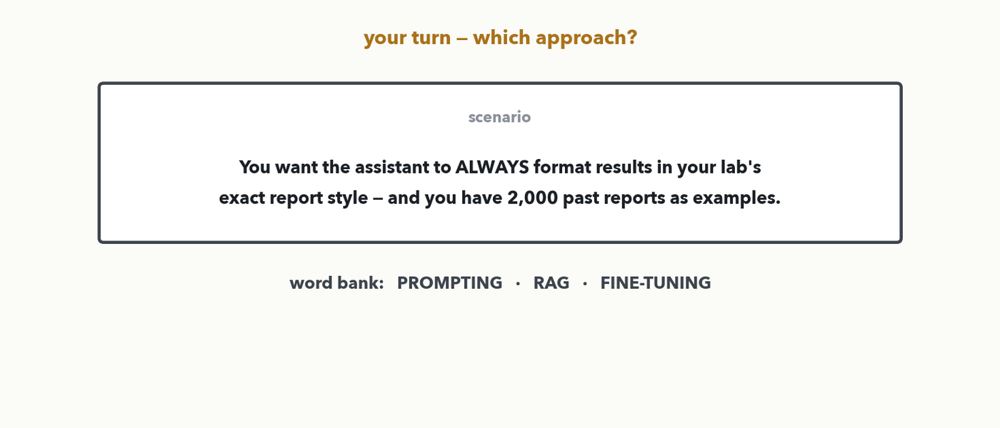 your turn – which approach?
scenario
You want the assistant to ALWAYS format results in your lab's
exact report style – and you have 2,000 past reports as examples.
word bank: PROMPTING · RAG · FINE-TUNING